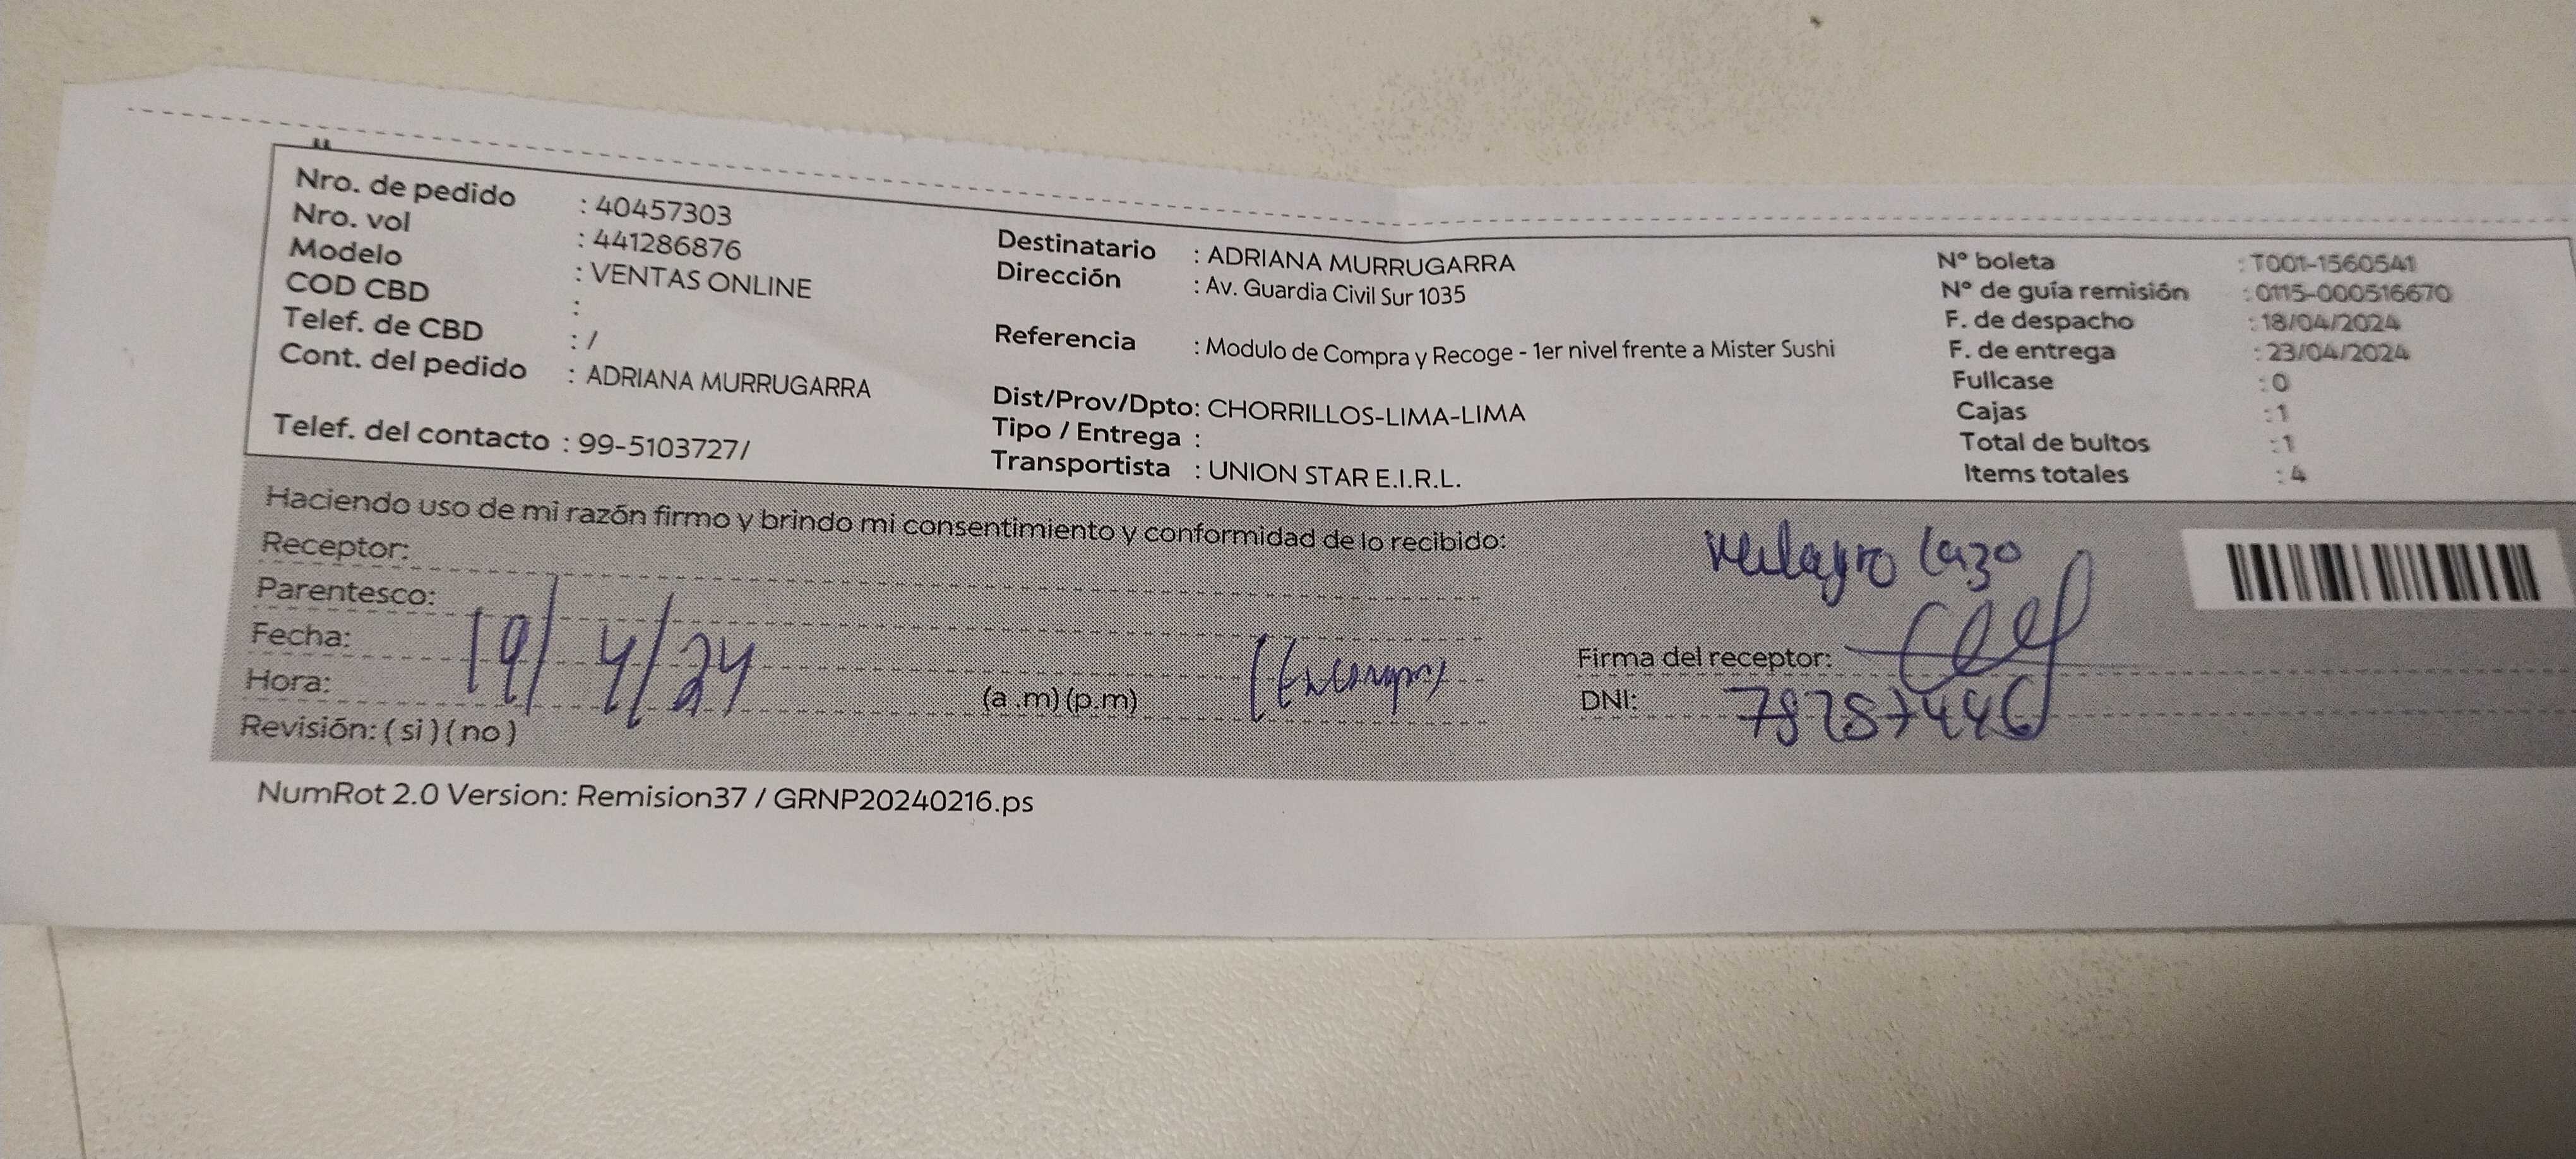 Nro. de pedido : 40457303
Nro. vol : 441286876
Modelo : VENTAS ONLINE
COD CBD :
Telef. de CBD : /
Cont. del pedido : ADRIANA MURRUGARRA
Telef. del contacto : 99-5103727/
Destinatario : ADRIANA MURRUGARRA
Dirección : Av. Guardia Civil Sur 1035
Referencia : Modulo de Compra y Recoge - 1er nivel frente a Mister Sushi
Dist/Prov/Dpto: CHORRILLOS-LIMA-LIMA
Tipo / Entrega :
Transportista : UNION STAR E.I.R.L.
N° boleta : T001-1560541
N° de guía remisión : 0115-000516670
F. de despacho : 18/04/2024
F. de entrega : 23/04/2024
Fullcase : 0
Cajas : 1
Total de bultos : 1
Items totales : 4
Haciendo uso de mi razón firmo y brindo mi consentimiento y conformidad de lo recibido:
Receptor:
Parentesco:
Fecha: 19/4/24
Hora: (a .m) (p.m)
Revisión: ( si ) ( no )
Milagro Lazo
Firma del receptor:
DNI:
NumRot 2.0 Version: Remision37 / GRNP20240216.ps